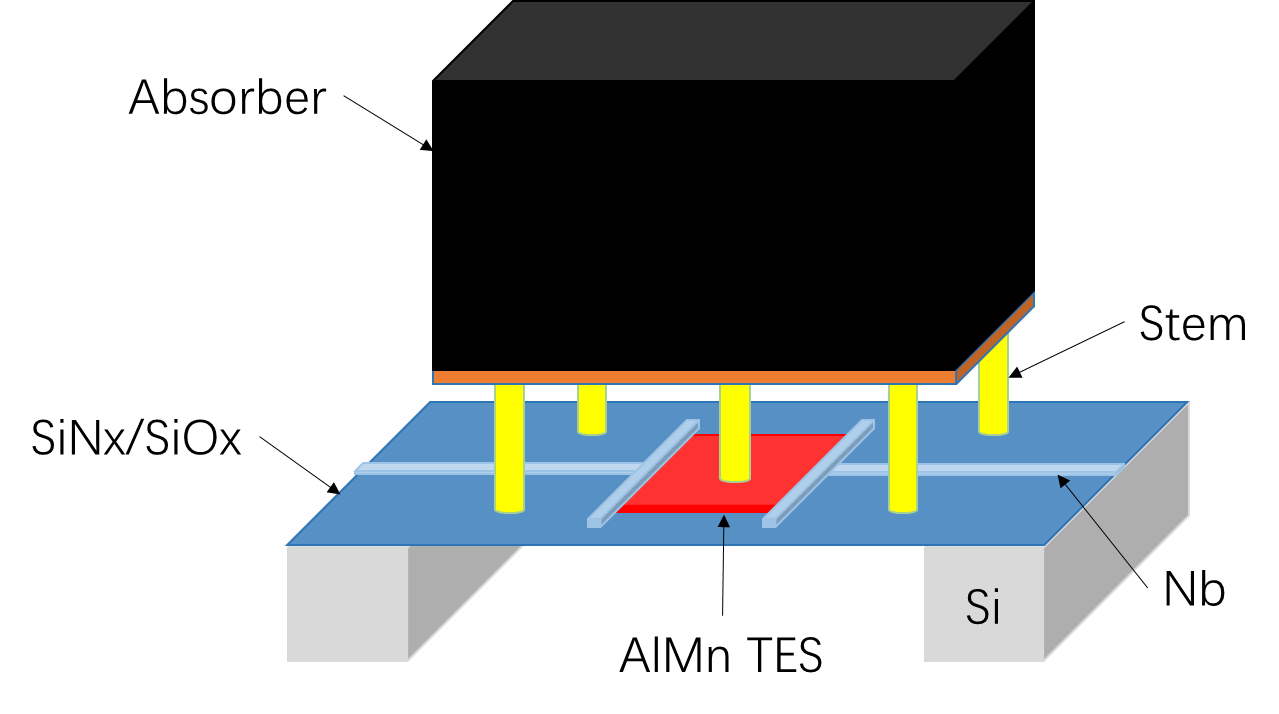 Absorber
Stem
SiNx/SiOx
Nb
Si
AlMn TES